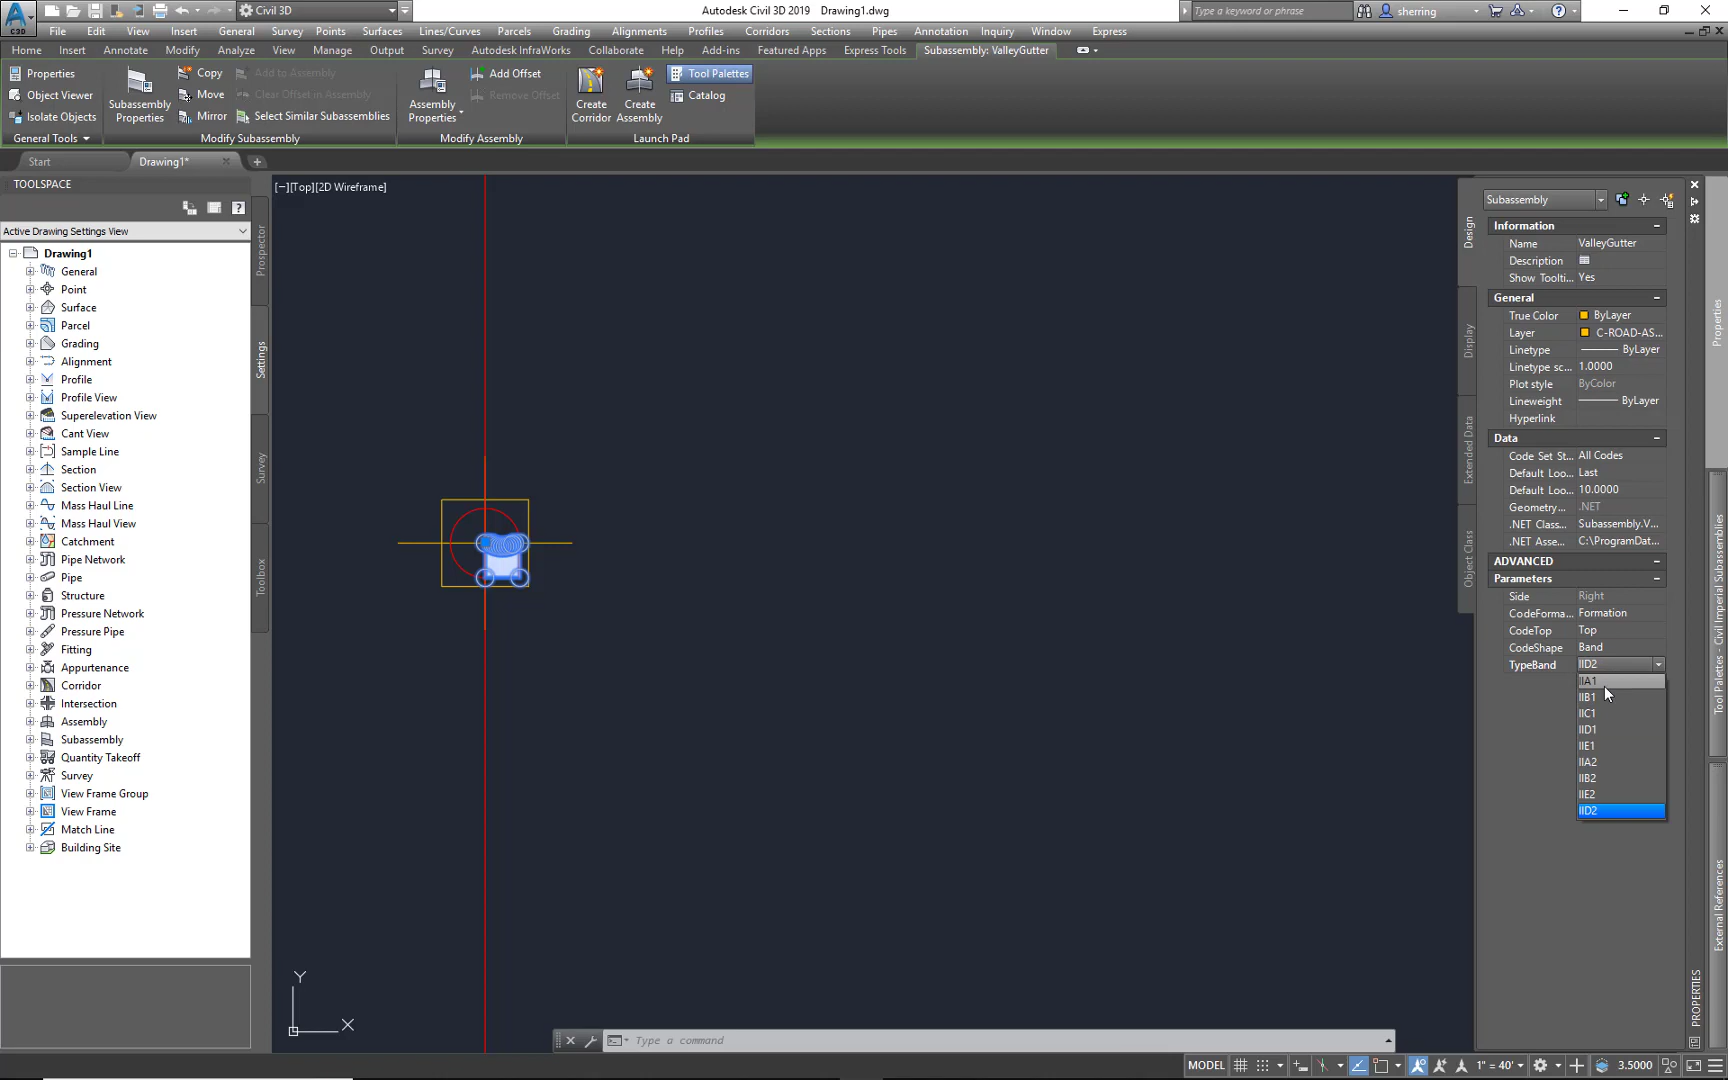 C3D
Civil 3D
Autodesk Civil 3D 2019 Drawing1.dwg
Type a keyword or phrase
sherring
File Edit View Insert General Survey Points Surfaces Lines/Curves Parcels Grading Alignments Profiles Corridors Sections Pipes Annotation Inquiry Window Express
Home Insert Annotate Modify Analyze View Manage Output Survey Autodesk InfraWorks Collaborate Help Add-ins Featured Apps Express Tools Subassembly: ValleyGutter
Properties
Object Viewer
Isolate Objects
General Tools
Subassembly Properties
Copy
Move
Mirror
Add to Assembly
Clear Offset in Assembly
Select Similar Subassemblies
Modify Subassembly
Assembly Properties
Add Offset
Remove Offset
Modify Assembly
Create Corridor
Create Assembly
Tool Palettes
Catalog
Launch Pad
Start
Drawing1*
TOOLSPACE
Active Drawing Settings View
Drawing1
General
Point
Surface
Parcel
Grading
Alignment
Profile
Profile View
Superelevation View
Cant View
Sample Line
Section
Section View
Mass Haul Line
Mass Haul View
Catchment
Pipe Network
Pipe
Structure
Pressure Network
Pressure Pipe
Fitting
Appurtenance
Corridor
Intersection
Assembly
Subassembly
Quantity Takeoff
Survey
View Frame Group
View Frame
Match Line
Building Site
Prospector
Settings
Survey
Toolbox
[−][Top][2D Wireframe]
Y
X
Type a command
Design
Display
Extended Data
Object Class
Subassembly
Information
Name ValleyGutter
Description
Show Toolti... Yes
General
True Color ByLayer
Layer C-ROAD-AS...
Linetype ByLayer
Linetype sc... 1.0000
Plot style ByColor
Lineweight ByLayer
Hyperlink
Data
Code Set St... All Codes
Default Loo... Last
Default Loo... 10.0000
Geometry... .NET
.NET Class... Subassembly.V...
.NET Asse... C:\ProgramDat...
ADVANCED
Parameters
Side Right
CodeForma... Formation
CodeTop Top
CodeShape Band
TypeBand IID2
IIA1
IIB1
IIC1
IID1
IIE1
IIA2
IIB2
IIE2
IID2
PROPERTIES
Properties
Tool Palettes - Civil Imperial Subassemblies
External References
MODEL
1" = 40'
3.5000